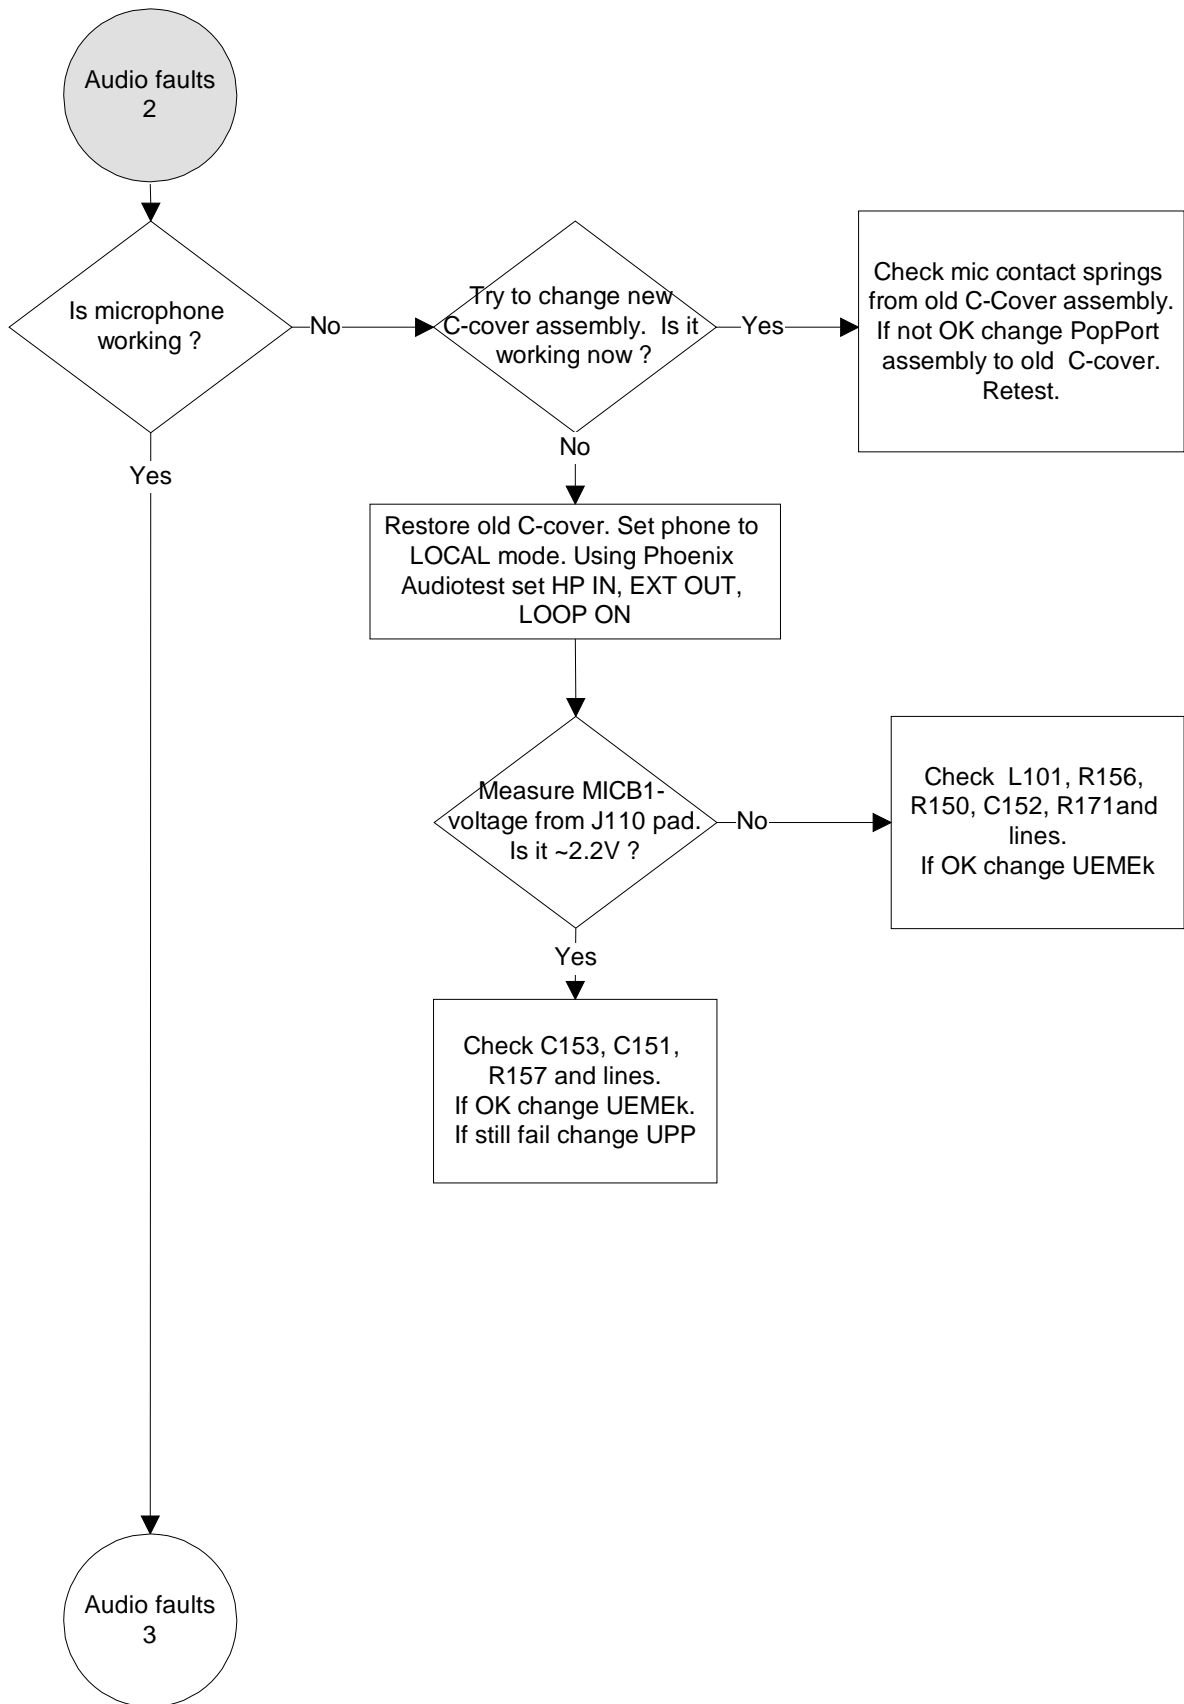 Audio faults
2
Is microphone
working ?
No
Try to change new
C-cover assembly.  Is it
working now ?
Yes
Check mic contact springs
from old C-Cover assembly.
If not OK change PopPort
assembly to old  C-cover.
Retest.
Yes
No
Restore old C-cover. Set phone to
LOCAL mode. Using Phoenix
Audiotest set HP IN, EXT OUT,
LOOP ON
Measure MICB1-
voltage from J110 pad.
Is it ~2.2V ?
No
Check  L101, R156,
R150, C152, R171and
lines.
If OK change UEMEk
Yes
Check C153, C151,
R157 and lines.
If OK change UEMEk.
If still fail change UPP
Audio faults
3